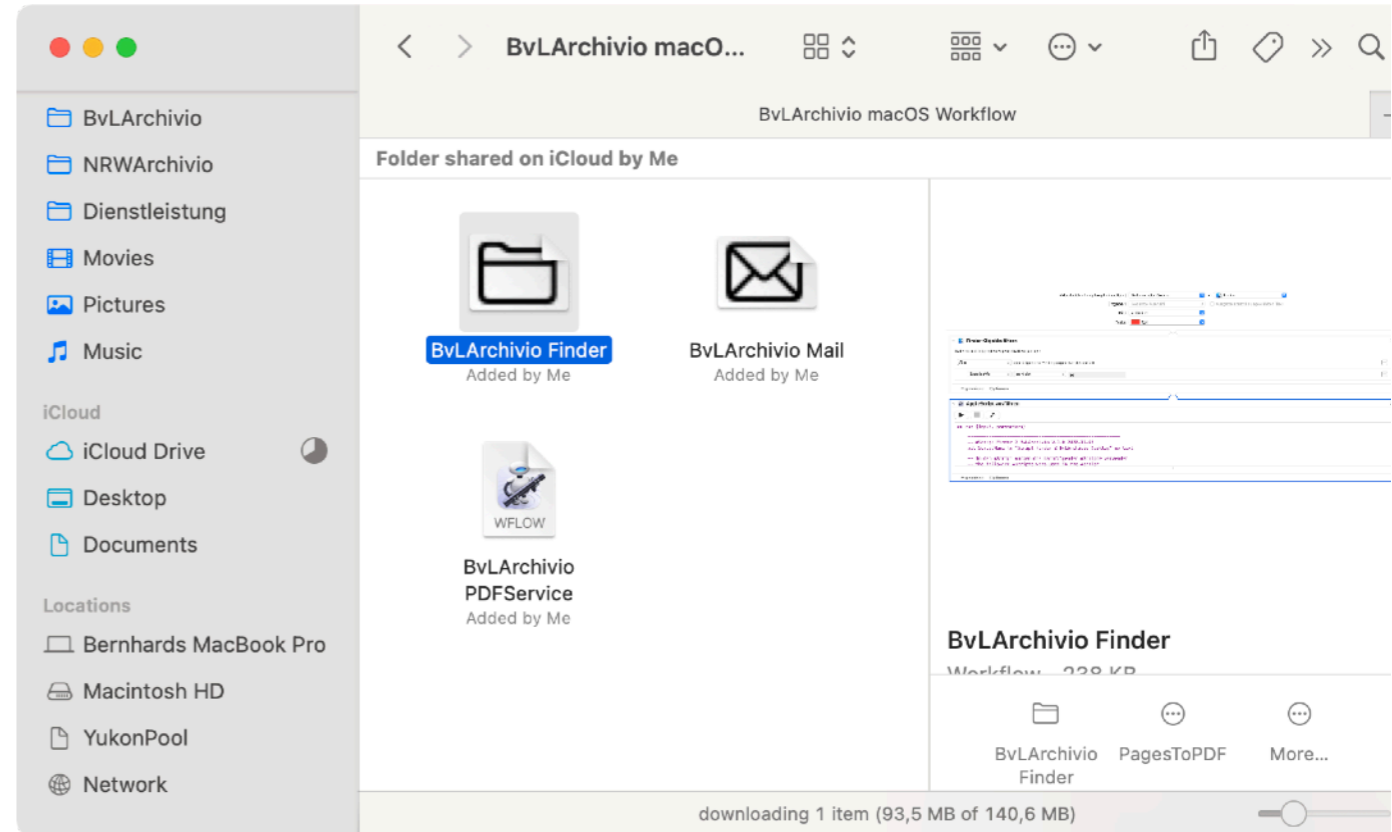 BvLArchivio macO...
BvLArchivio macOS Workflow
Folder shared on iCloud by Me
BvLArchivio
NRWArchivio
Dienstleistung
Movies
Pictures
Music
iCloud
iCloud Drive
Desktop
Documents
Locations
Bernhards MacBook Pro
Macintosh HD
YukonPool
Network
BvLArchivio Finder
Added by Me
BvLArchivio Mail
Added by Me
WFLOW
BvLArchivio
PDFService
Added by Me
BvLArchivio Finder
Workflow - 238 KB
BvLArchivio
Finder
PagesToPDF
More...
downloading 1 item (93,5 MB of 140,6 MB)